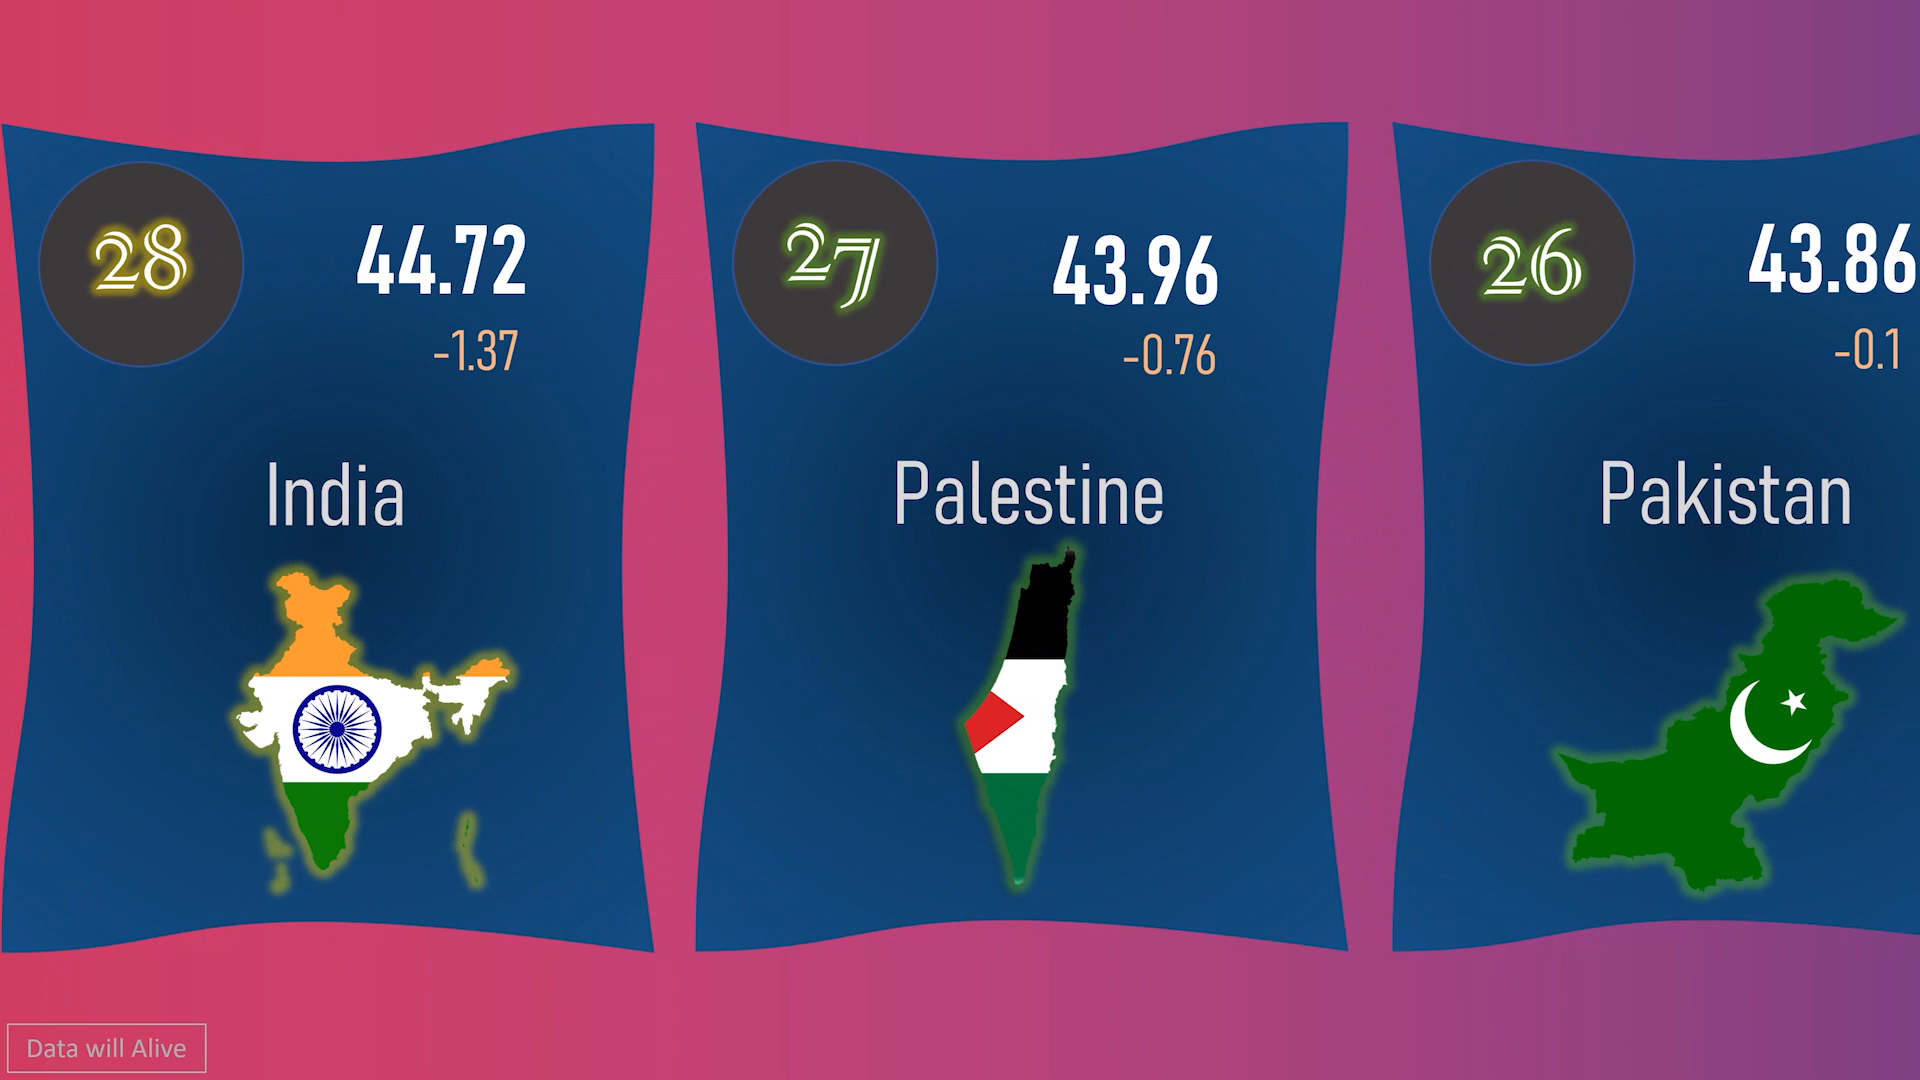 28
44.72
-1.37
India
27
43.96
-0.76
Palestine
26
43.86
-0.1
Pakistan
Data will Alive